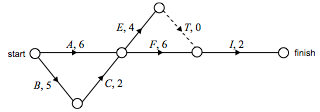 E, 4
T, 0
start
A, 6
F, 6
I, 2
finish
B, 5
C, 2